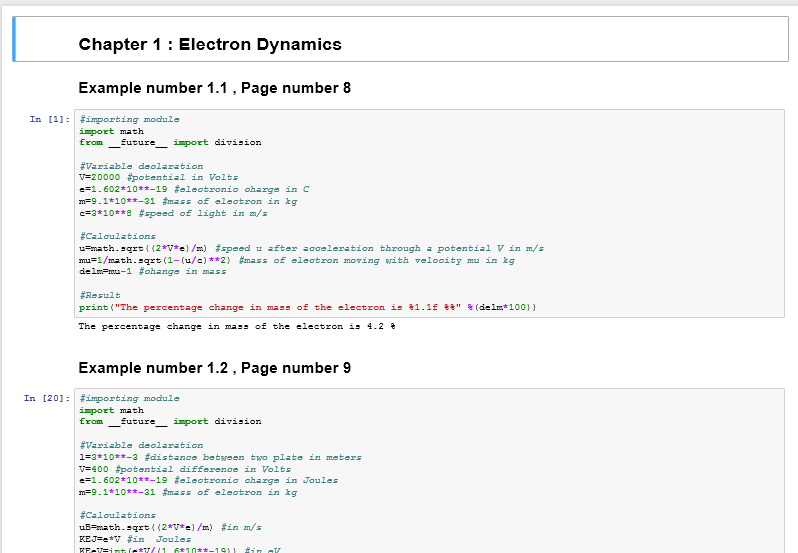 Chapter 1 : Electron Dynamics
Example number 1.1 , Page number 8
In [1]: #importing module
import math
from __future__ import division
#Variable declaration
V=20000 #potential in Volts
e=1.602*10**-19 #electronic charge in C
m=9.1*10**-31 #mass of electron in kg
c=3*10**8 #speed of light in m/s
#Calculations
u=math.sqrt((2*V*e)/m) #speed u after acceleration through a potential V in m/s
mu=1/math.sqrt(1-(u/c)**2) #mass of electron moving with velocity mu in kg
delm=mu-1 #change in mass
#Result
print("The percentage change in mass of the electron is %1.1f %%" %(delm*100))
The percentage change in mass of the electron is 4.2 %
Example number 1.2 , Page number 9
In [20]: #importing module
import math
from __future__ import division
#Variable declaration
l=3*10**-3 #distance between two plate in meters
V=400 #potential difference in Volts
e=1.602*10**-19 #electronic charge in Joules
m=9.1*10**-31 #mass of electron in kg
#Calculations
uB=math.sqrt((2*V*e)/m) #in m/s
KEJ=e*V #in  Joules
KEeV=int(e*V/(1.6*10**-19)) #in eV